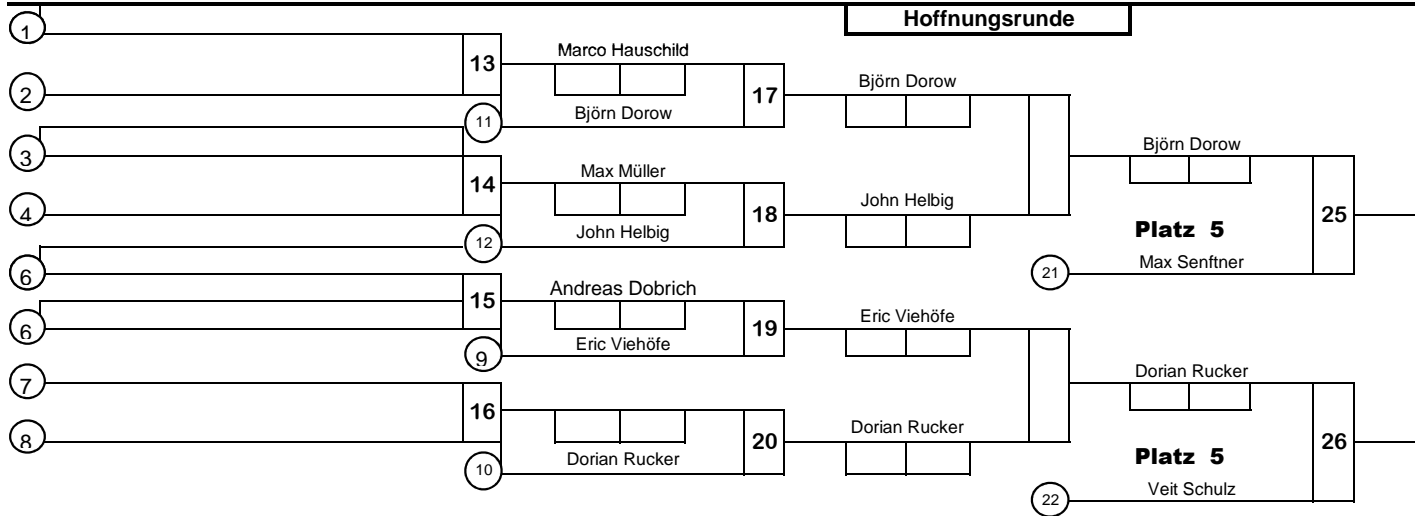 Hoffnungsrunde
1
13
Marco Hauschild
2
17
Björn Dorow
11
Björn Dorow
3
Björn Dorow
14
Max Müller
4
18
John Helbig
25
12
John Helbig
Platz 5
6
21
Max Senftner
15
Andreas Dobrich
6
19
Eric Viehöfe
9
Eric Viehöfe
7
Dorian Rucker
16
8
20
Dorian Rucker
26
10
Dorian Rucker
Platz 5
22
Veit Schulz